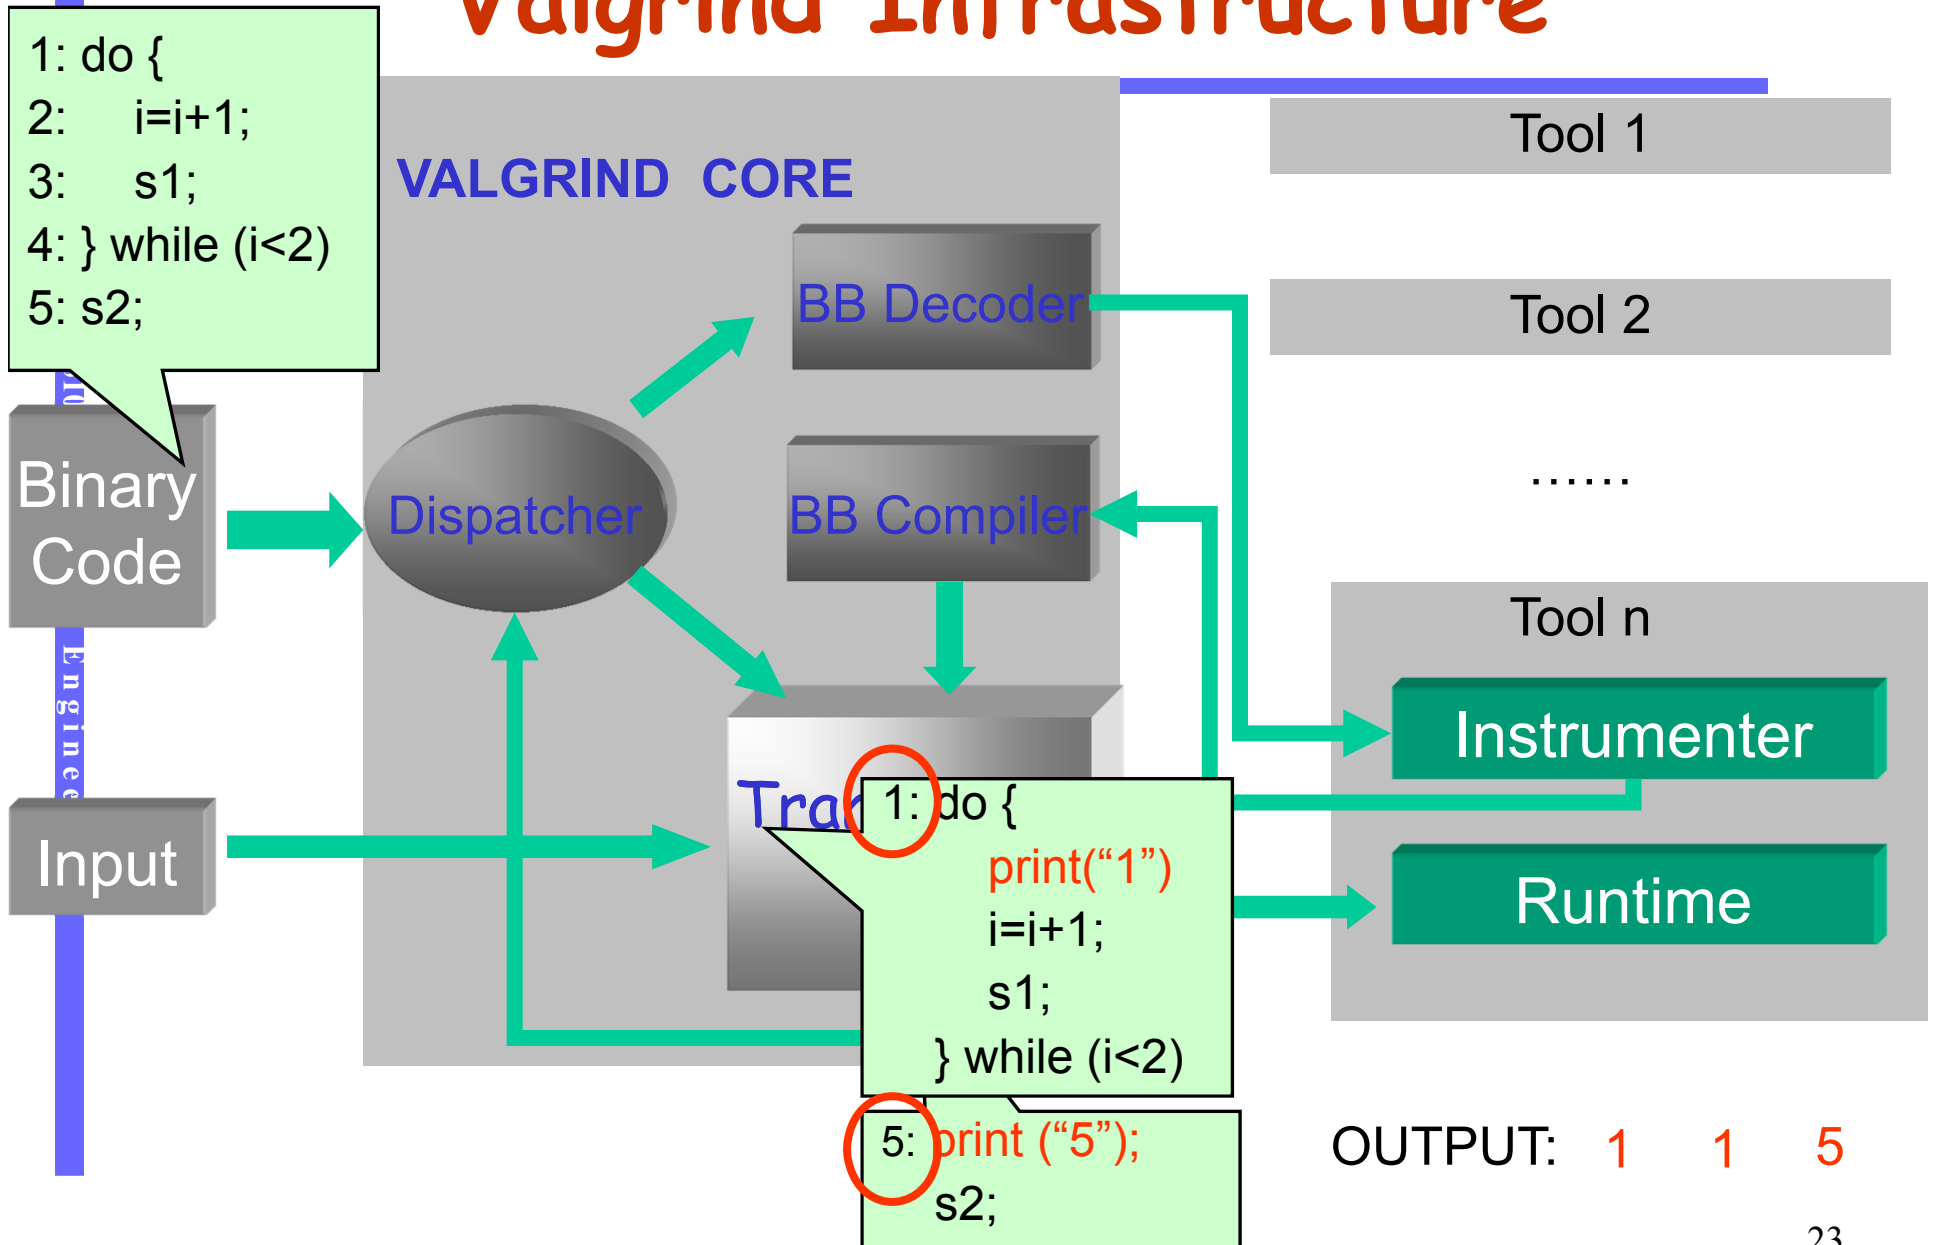 Valgrind Infrastructure
1: do {
2: i=i+1;
3: s1;
4: } while (i<2)
5: s2;
VALGRIND CORE
Tool 1
BB Decoder
Tool 2
Binary
Code
Dispatcher
BB Compiler
......
Tool n
Enginee
Instrumenter
1: do {
print(“1”)
i=i+1;
s1;
} while (i<2)
Input
Runtime
5: print (“5”);
s2;
OUTPUT: 1 1 5
23